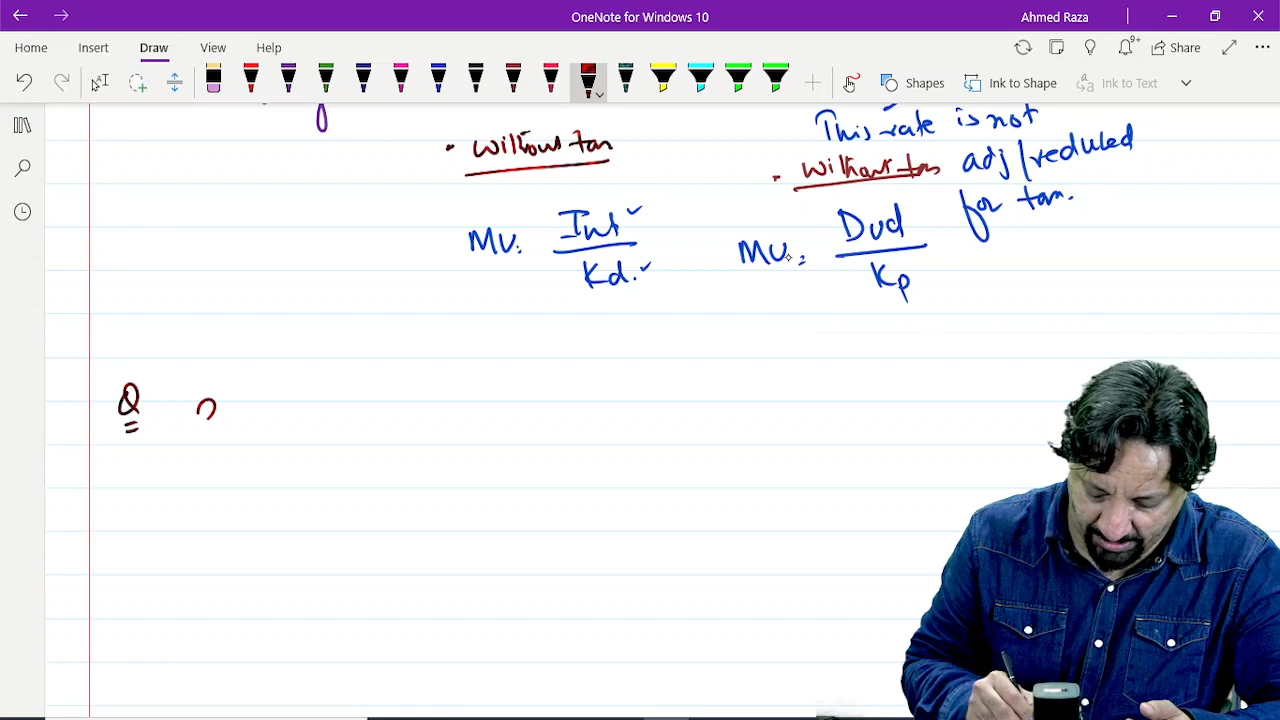 OneNote for Windows 10
Ahmed Raza
Home Insert Draw View Help
9+
Share
Shapes
Ink to Shape
Ink to Text
This rate is not
adj/reduced
for tax.
• Without tax
• Without tax
MV: Int / Kd.
MV: = Dvd / Kp
Q